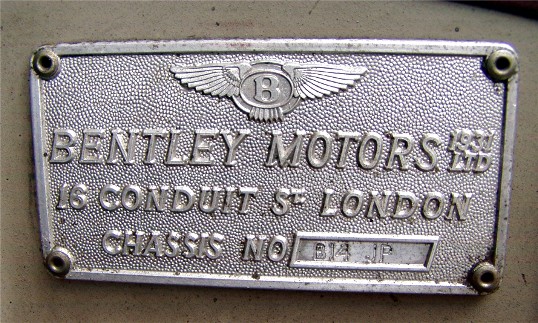 B
BENTLEY MOTORS 1931 LTD
16 CONDUIT ST LONDON
CHASSIS NO B14 JP